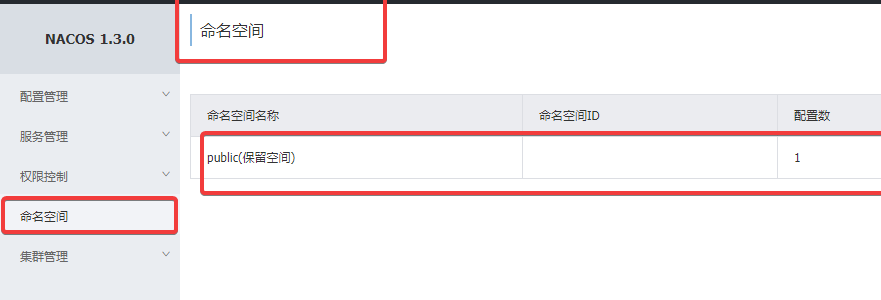 NACOS 1.3.0
配置管理
服务管理
权限控制
命名空间
集群管理
命名空间
命名空间名称 命名空间ID 配置数
public(保留空间) 1